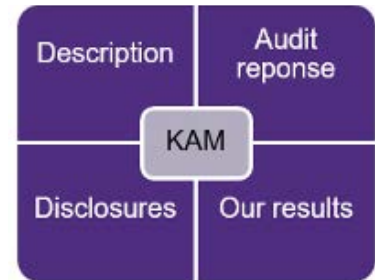 Description
Audit
reponse
KAM
Disclosures
Our results